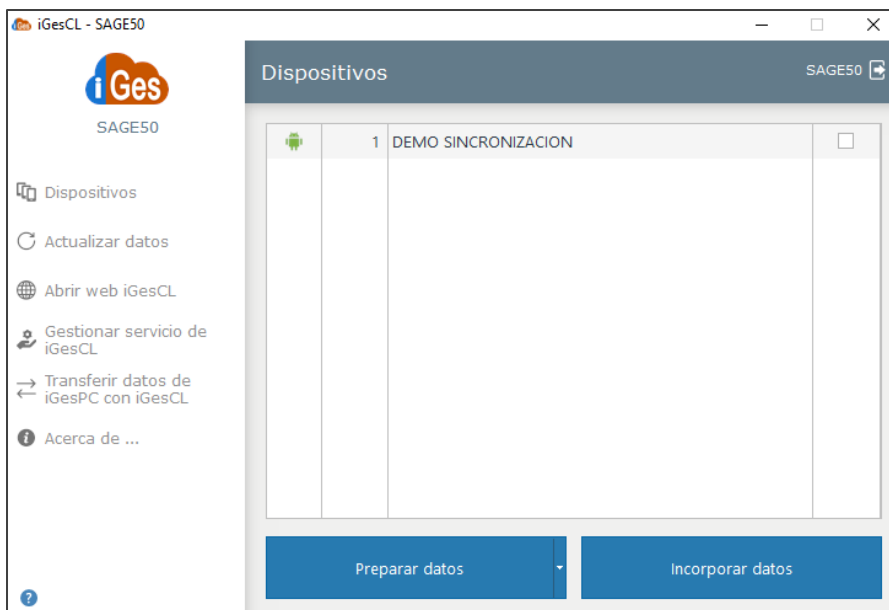 iGesCL - SAGE50
iGes
SAGE50
Dispositivos
Actualizar datos
Abrir web iGesCL
Gestionar servicio de
iGesCL
Transferir datos de
iGesPC con iGesCL
Acerca de ...
?
Dispositivos
SAGE50
1 DEMO SINCRONIZACION
Preparar datos
Incorporar datos